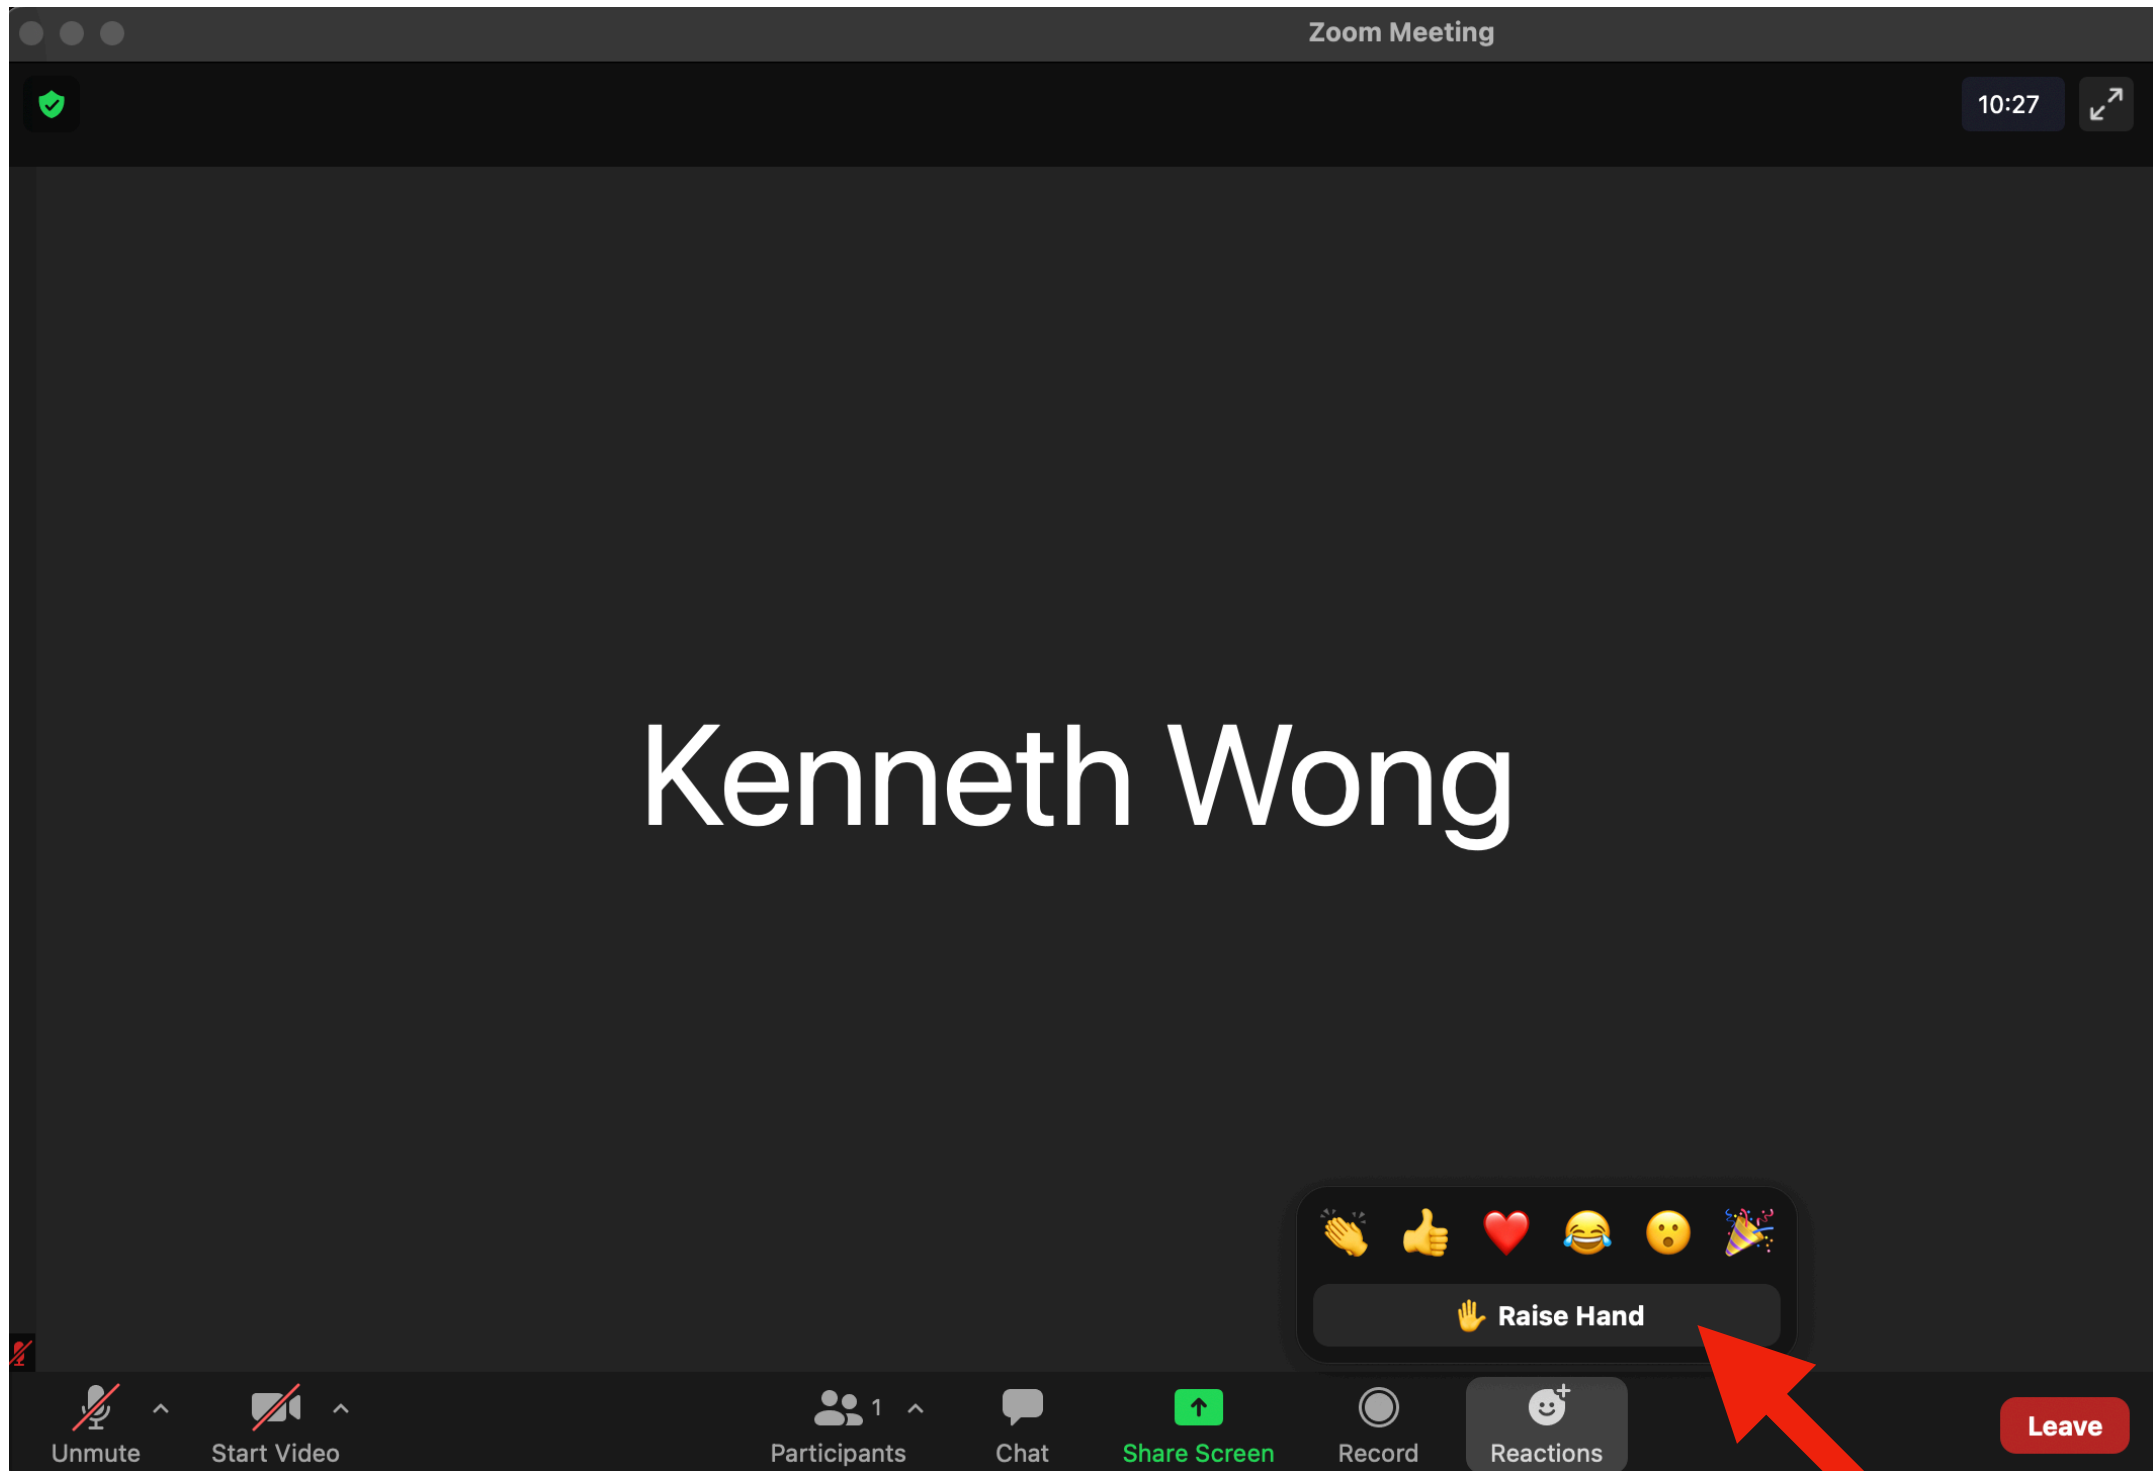 Zoom Meeting
10:27
Kenneth Wong
Raise Hand
1
Unmute
Start Video
Participants
Chat
Share Screen
Record
Reactions
Leave